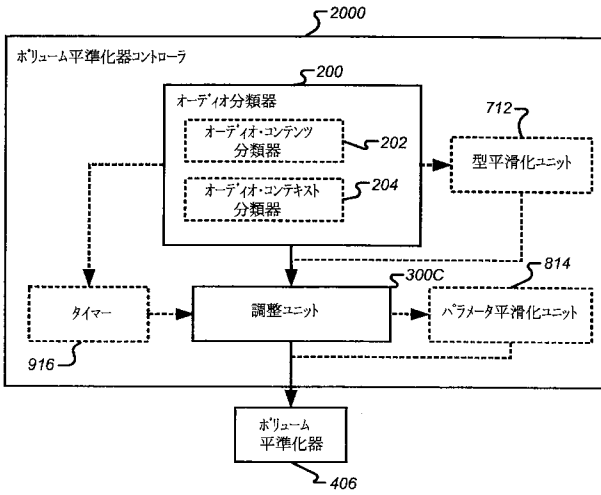 2000
ボリューム平準化器コントローラ
200
オーディオ分類器
オーディオ・コンテンツ
分類器
202
オーディオ・コンテキスト
分類器
204
712
型平滑化ユニット
300C
814
タイマー
調整ユニット
パラメータ平滑化ユニット
916
ボリューム
平準化器
406